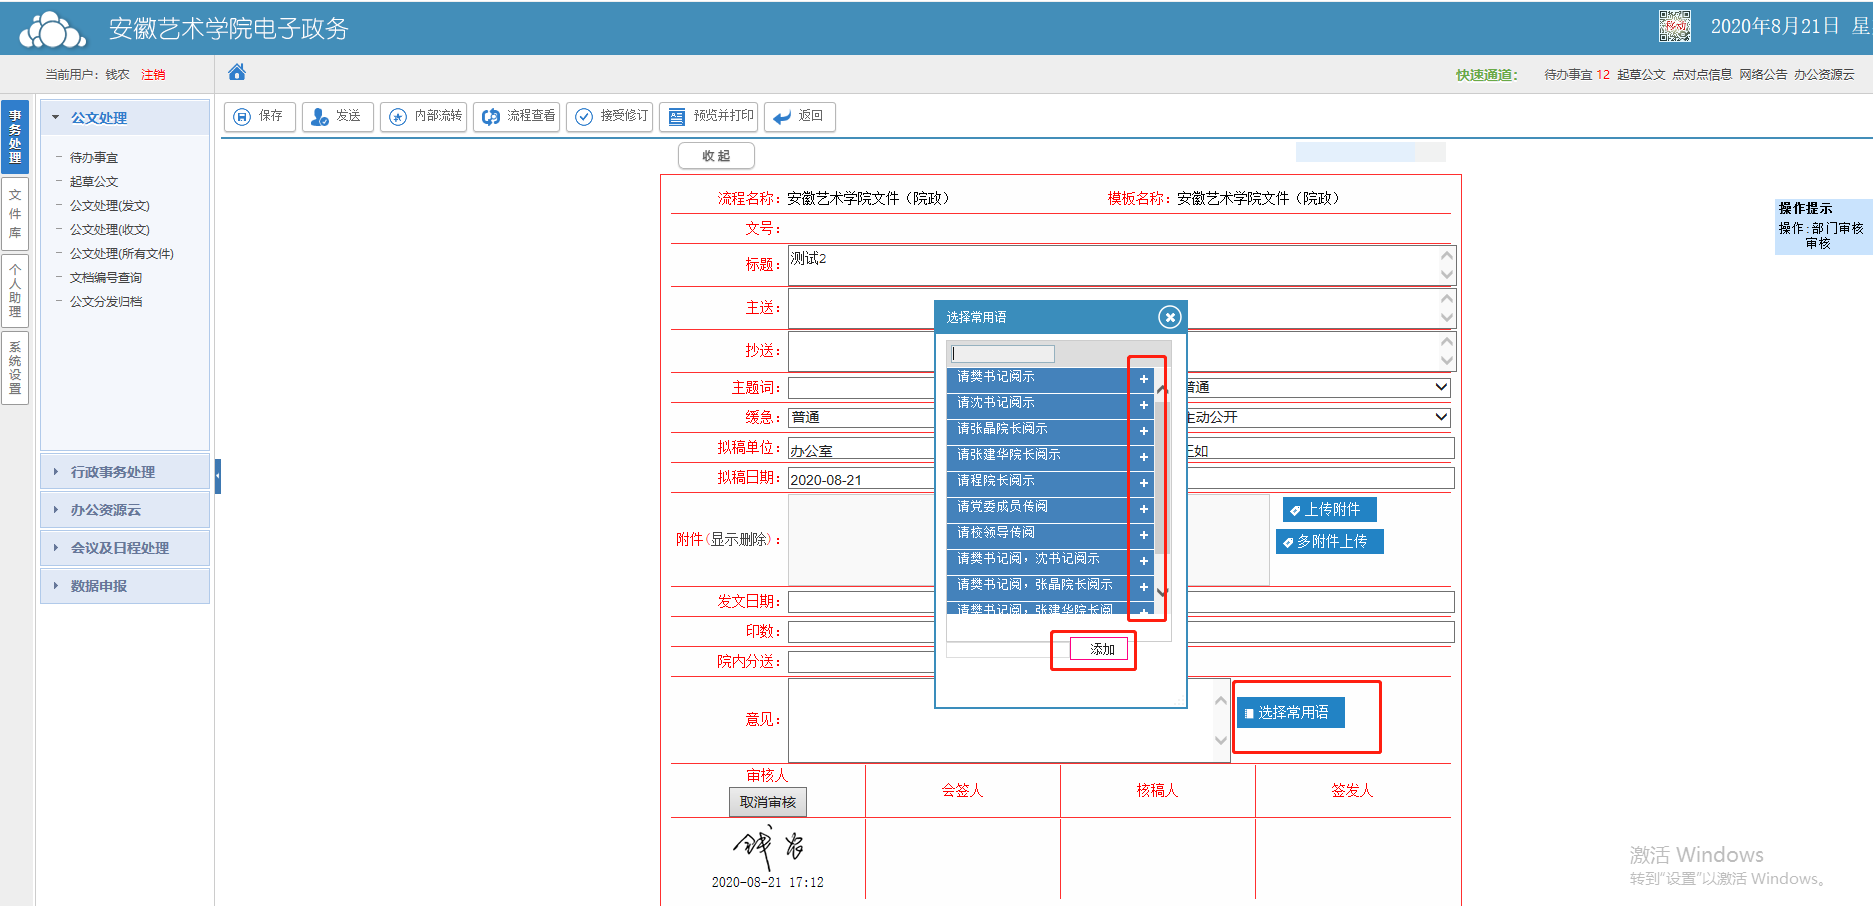 安徽艺术学院电子政务
2020年8月21日 星
当前用户：钱农 注销
快速通道： 待办事宜 12 起草公文 点对点信息 网络公告 办公资源云
事务处理
文件库
个人助理
系统设置
公文处理
待办事宜
起草公文
公文处理(发文)
公文处理(收文)
公文处理(所有文件)
文档编号查询
公文分发归档
行政事务处理
办公资源云
会议及日程处理
数据申报
保存 发送 内部流转 流程查看 接受修订 预览并打印 返回
收 起
操作提示
操作:部门审核
审核
流程名称： 安徽艺术学院文件（院政） 模板名称： 安徽艺术学院文件（院政）
文号：
标题： 测试2
主送：
抄送：
主题词： 普通
缓急： 普通 主动公开
拟稿单位： 办公室
拟稿日期： 2020-08-21
附件(显示删除)：
上传附件
多附件上传
发文日期：
印数：
院内分送：
意见：
选择常用语
选择常用语
请樊书记阅示 +
请沈书记阅示 +
请张晶院长阅示 +
请张建华院长阅示 +
请程院长阅示 +
请党委成员传阅 +
请校领导传阅 +
请樊书记阅，沈书记阅示 +
请樊书记阅，张晶院长阅示 +
请樊书记阅，张建华院长阅 +
添加
审核人 会签人 核稿人 签发人
取消审核
钱农
2020-08-21 17:12
激活 Windows
转到"设置"以激活 Windows。